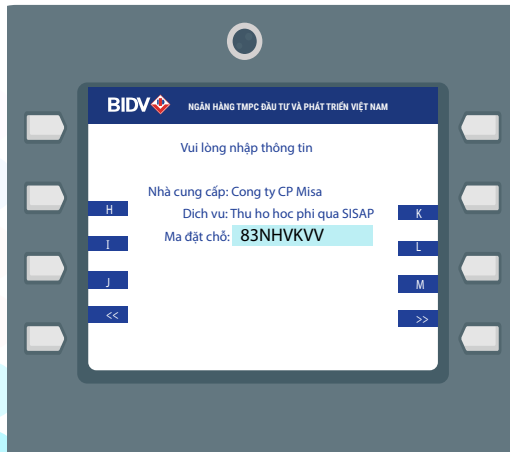 BIDV NGÂN HÀNG TMPC ĐẦU TƯ VÀ PHÁT TRIỂN VIỆT NAM
Vui lòng nhập thông tin
Nhà cung cấp: Cong ty CP Misa
Dich vu: Thu ho hoc phi qua SISAP
Ma đặt chỗ: 83NHVKVV
H
K
I
L
J
M
<<
>>